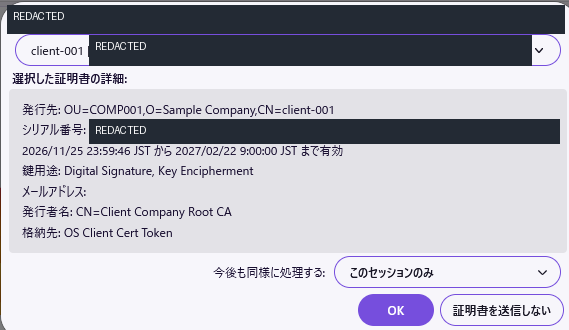 REDACTED
client-001 REDACTED
選択した証明書の詳細:
発行先: OU=COMP001,O=Sample Company,CN=client-001
シリアル番号: REDACTED
2026/11/25 23:59:46 JST から 2027/02/22 9:00:00 JST まで有効
鍵用途: Digital Signature, Key Encipherment
メールアドレス:
発行者名: CN=Client Company Root CA
格納先: OS Client Cert Token
今後も同様に処理する: このセッションのみ
OK 証明書を送信しない